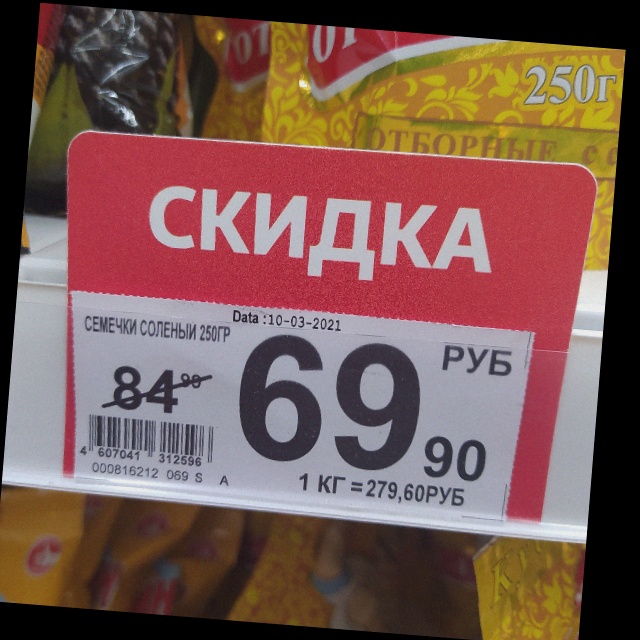 250г
ОТБОРНЫЕ
СКИДКА
Data :10-03-2021
СЕМЕЧКИ СОЛЕНЫЙ 250ГР
РУБ
84 90
69 90
4 607041 312596
000816212 069 S A
1 КГ =279,60РУБ